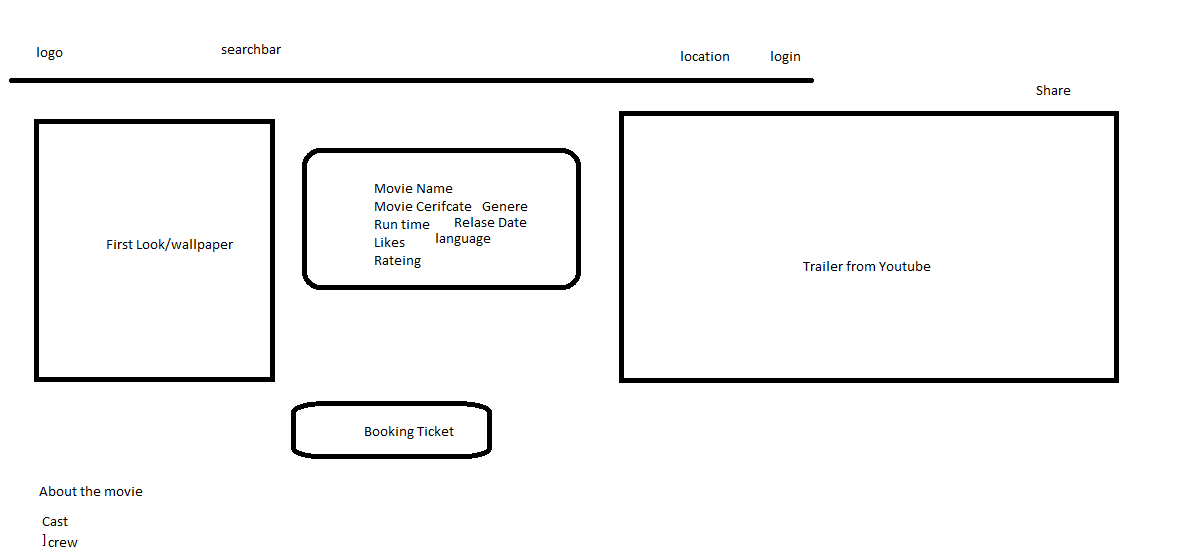 logo
searchbar
location
login
Share
First Look/wallpaper
Movie Name
Movie Cerifcate Genere
Run time Relase Date
Likes language
Rateing
Trailer from Youtube
Booking Ticket
About the movie
Cast
]crew